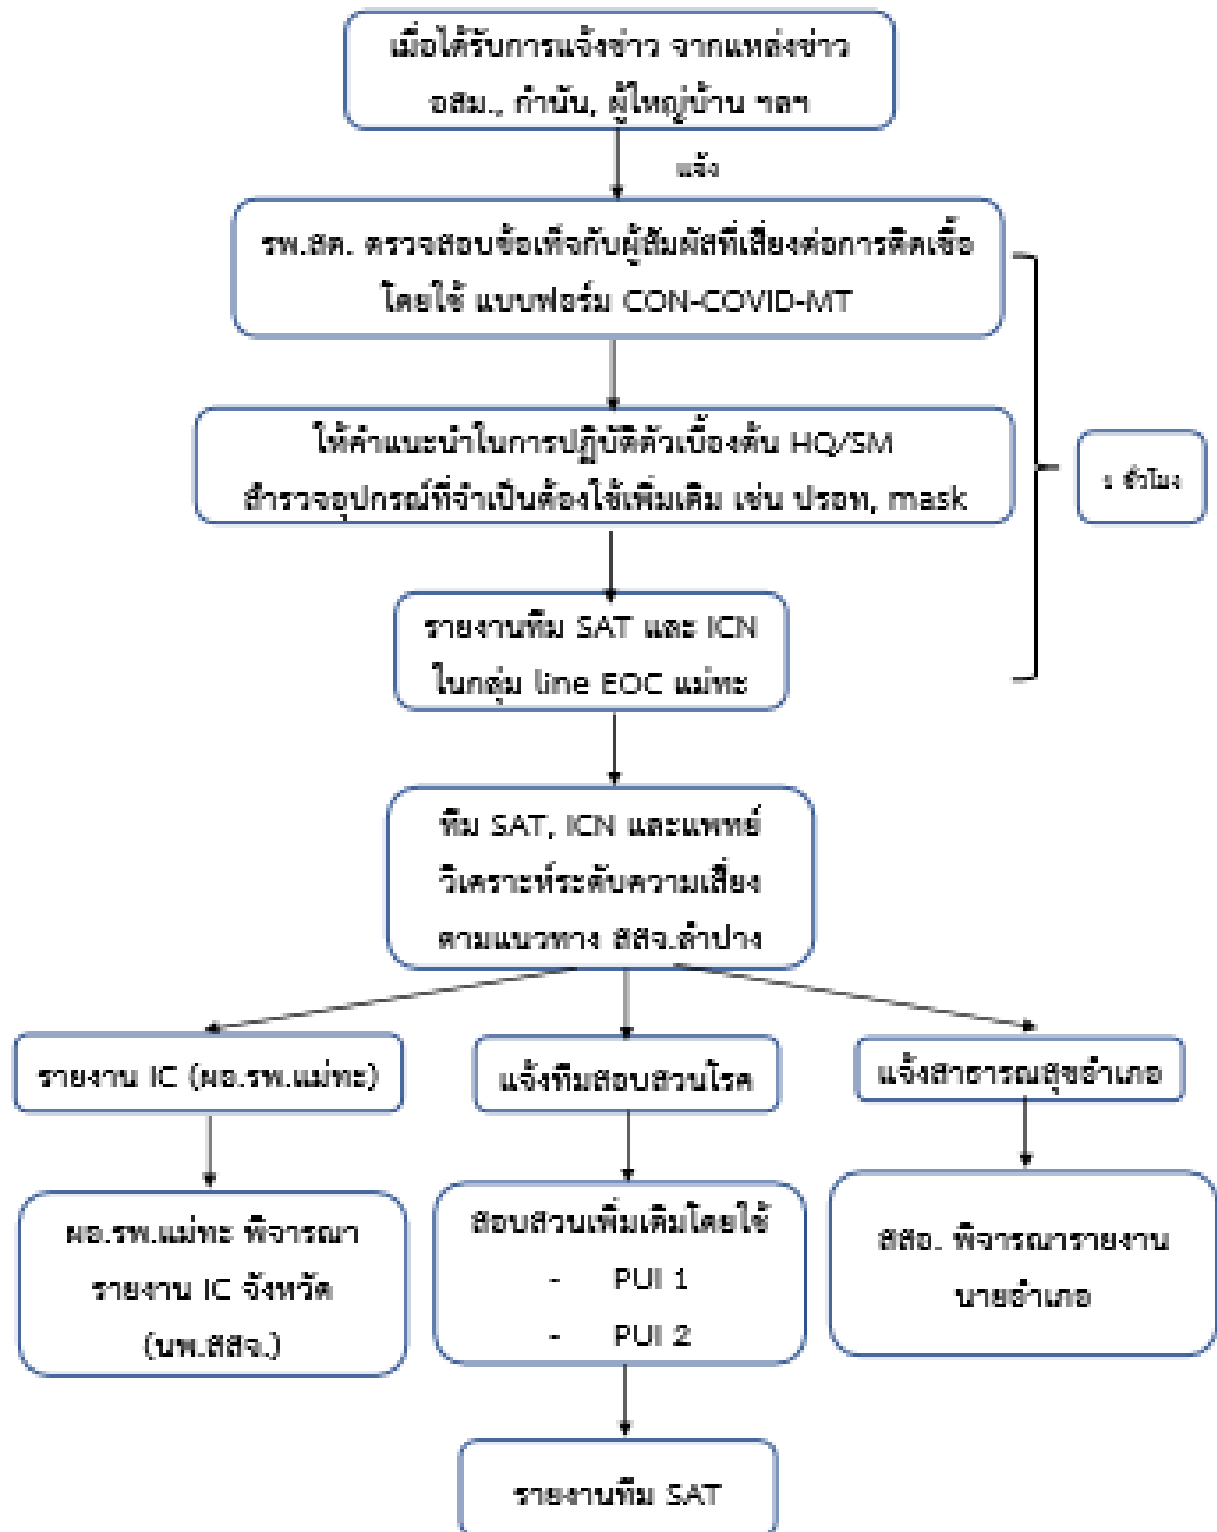 เมื่อได้รับการแจ้งข่าว จากแหล่งข่าว
อสม., กำนัน, ผู้ใหญ่บ้าน ฯลฯ
แจ้ง
รพ.สต. ตรวจสอบข้อเท็จกับผู้สัมผัสที่เสี่ยงต่อการติดเชื้อ
โดยใช้ แบบฟอร์ม CON-COVID-MT
ให้คำแนะนำในการปฏิบัติตัวเบื้องต้น HQ/SM
สำรวจอุปกรณ์ที่จำเป็นต้องใช้เพิ่มเติม เช่น ปรอท, mask
ชั่วโมง
รายงานทีม SAT และ ICN
ในกลุ่ม line EOC แม่ทะ
ทีม SAT, ICN และแพทย์
วิเคราะห์ระดับความเสี่ยง
ตามแนวทาง สสจ.ลำปาง
รายงาน IC (ผอ.รพ.แม่ทะ)
แจ้งทีมสอบสวนโรค
แจ้งสาธารณสุขอำเภอ
ผอ.รพ.แม่ทะ พิจารณา
รายงาน IC จังหวัด
(นพ.สสจ.)
สอบสวนเพิ่มเติมโดยใช้
- PUI 1
- PUI 2
สสอ. พิจารณารายงาน
นายอำเภอ
รายงานทีม SAT